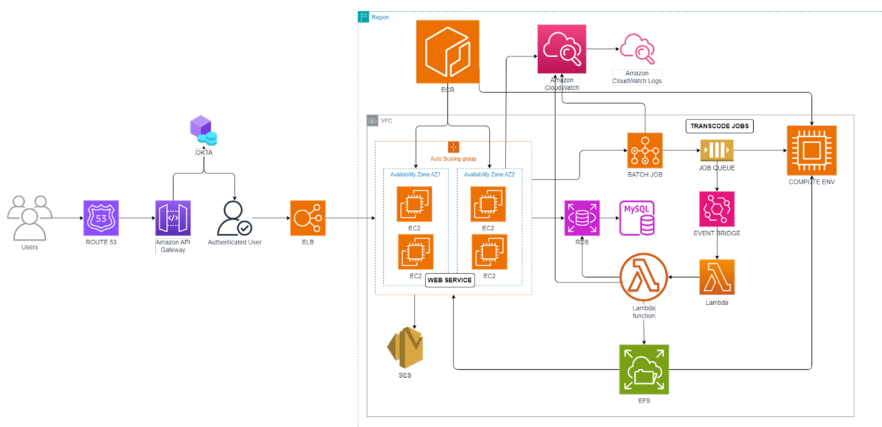 Region
ECR
Amazon
CloudWatch
Amazon
CloudWatch Logs
VPC
TRANSCODE JOBS
Auto Scaling group
OKTA
Availability Zone AZ1
Availability Zone AZ2
BATCH JOB
JOB QUEUE
COMPUTE ENV
EC2
EC2
53
MySQL
Users
ROUTE 53
Amazon API
Gateway
Authenticated User
ELB
RDS
EVENT BRIDGE
EC2
EC2
WEB SERVICE
Lambda
function
Lambda
SES
EFS